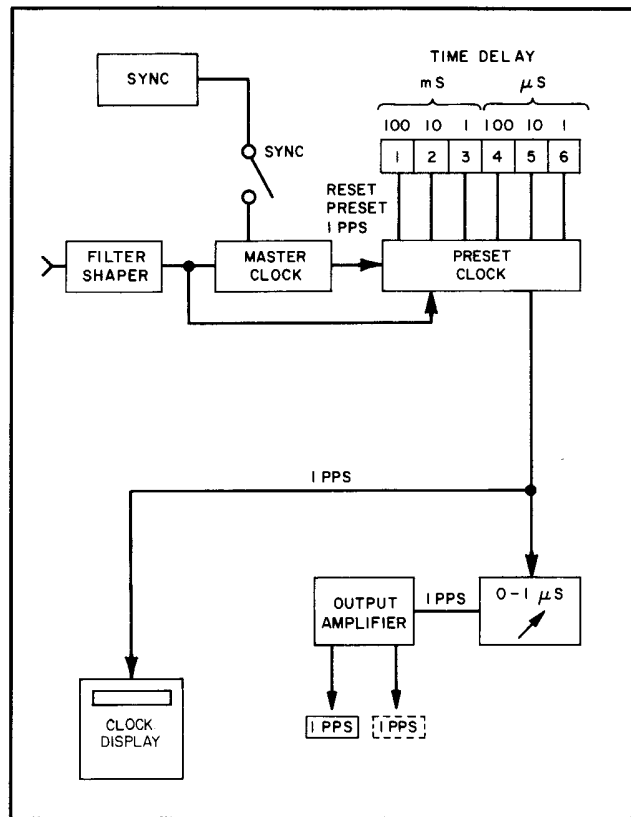 TIME DELAY
mS μS
SYNC
100 10 1 100 10 1
SYNC
1 2 3 4 5 6
RESET
PRESET
1 PPS
FILTER
SHAPER
MASTER
CLOCK
PRESET
CLOCK
1 PPS
0-1 μS
OUTPUT
AMPLIFIER
1 PPS
1 PPS
1 PPS
CLOCK
DISPLAY